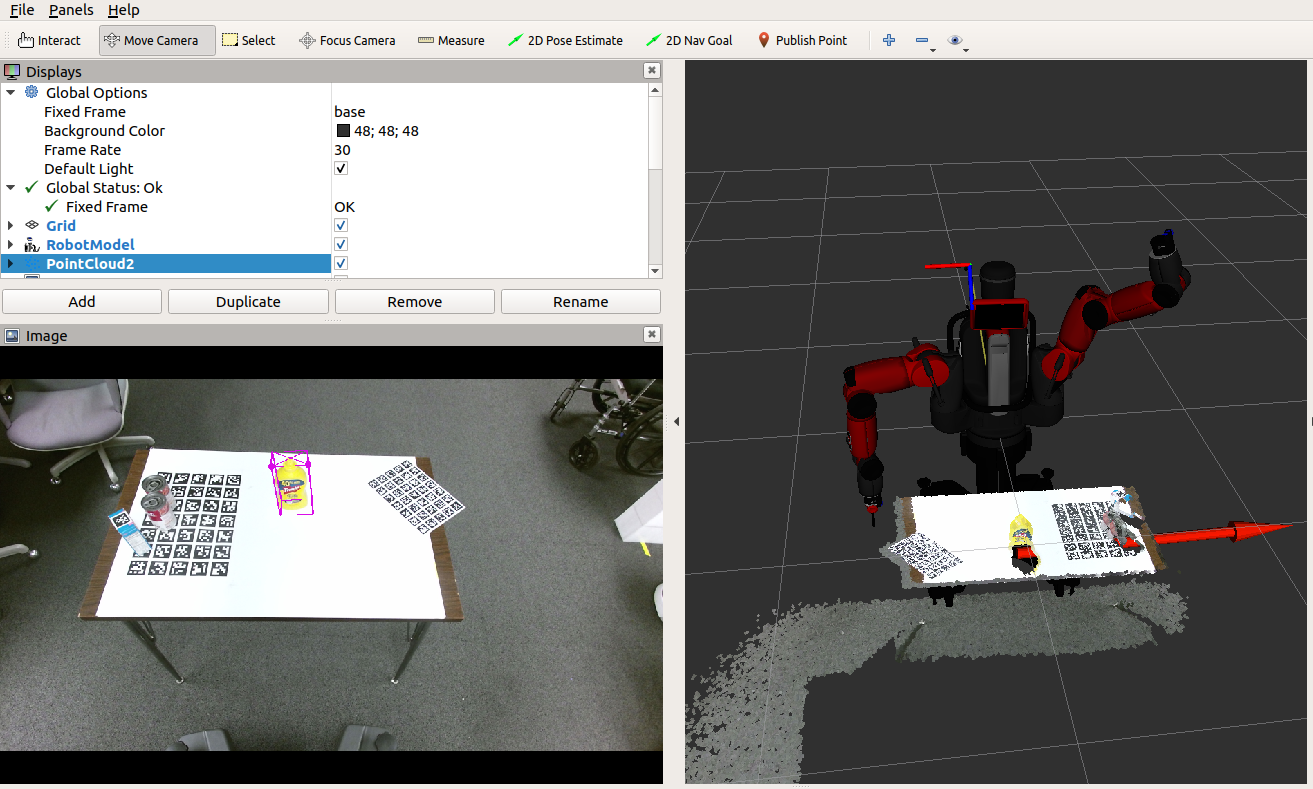 File Panels Help
Interact Move Camera Select Focus Camera Measure 2D Pose Estimate 2D Nav Goal Publish Point
Displays
Global Options
Fixed Frame base
Background Color 48; 48; 48
Frame Rate 30
Default Light
Global Status: Ok
Fixed Frame OK
Grid
RobotModel
PointCloud2
Add Duplicate Remove Rename
Image